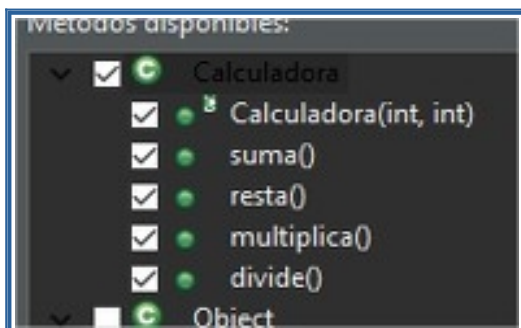 Métodos disponibles:
Calculadora
Calculadora(int, int)
suma()
resta()
multiplica()
divide()
Object